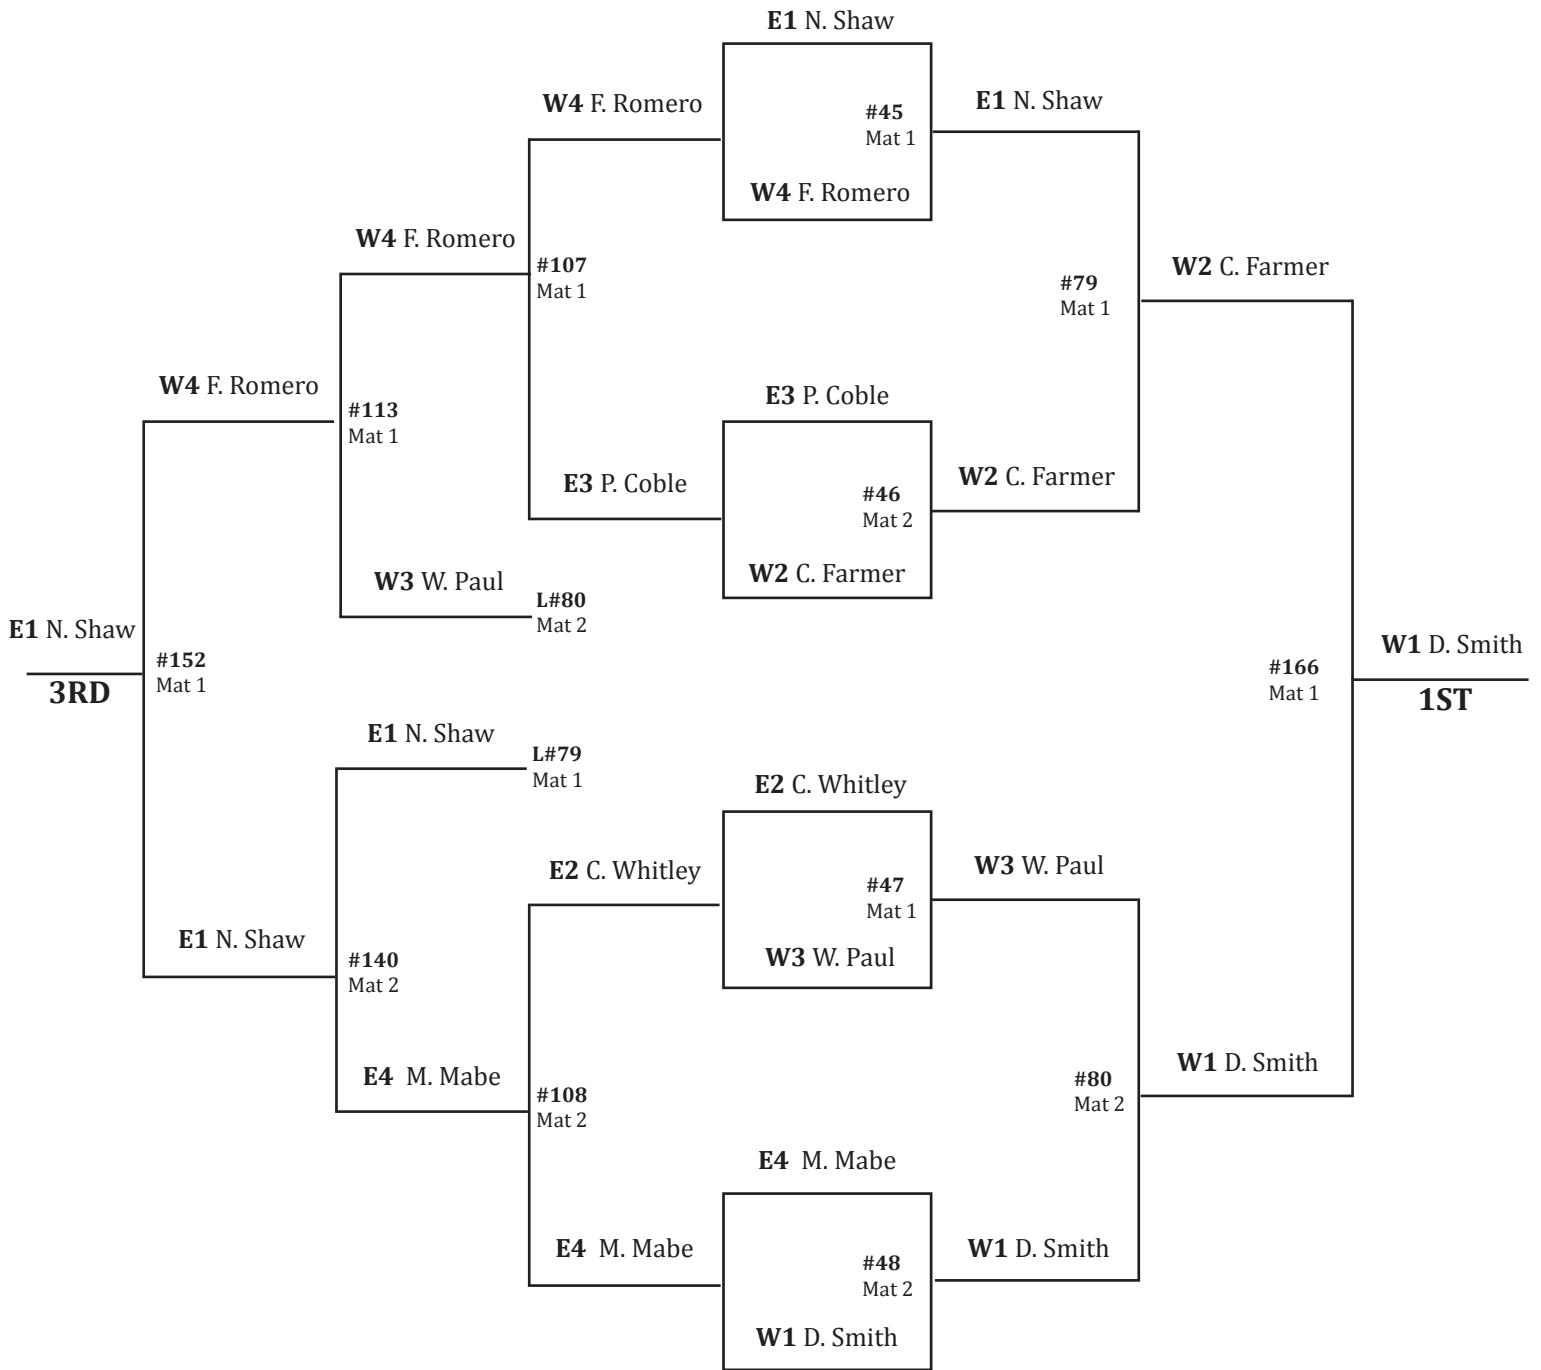 E1 N. Shaw
W4 F. Romero
E1 N. Shaw
#45
Mat 1
W4 F. Romero
W4 F. Romero
#107
Mat 1
W2 C. Farmer
#79
Mat 1
W4 F. Romero
E3 P. Coble
#113
Mat 1
E3 P. Coble
W2 C. Farmer
#46
Mat 2
W2 C. Farmer
W3 W. Paul
L#80
Mat 2
E1 N. Shaw
3RD
#152
Mat 1
W1 D. Smith
1ST
#166
Mat 1
E1 N. Shaw
L#79
Mat 1
E2 C. Whitley
E2 C. Whitley
W3 W. Paul
#47
Mat 1
W3 W. Paul
E1 N. Shaw
#140
Mat 2
E4 M. Mabe
#108
Mat 2
W1 D. Smith
#80
Mat 2
E4 M. Mabe
E4 M. Mabe
W1 D. Smith
#48
Mat 2
W1 D. Smith